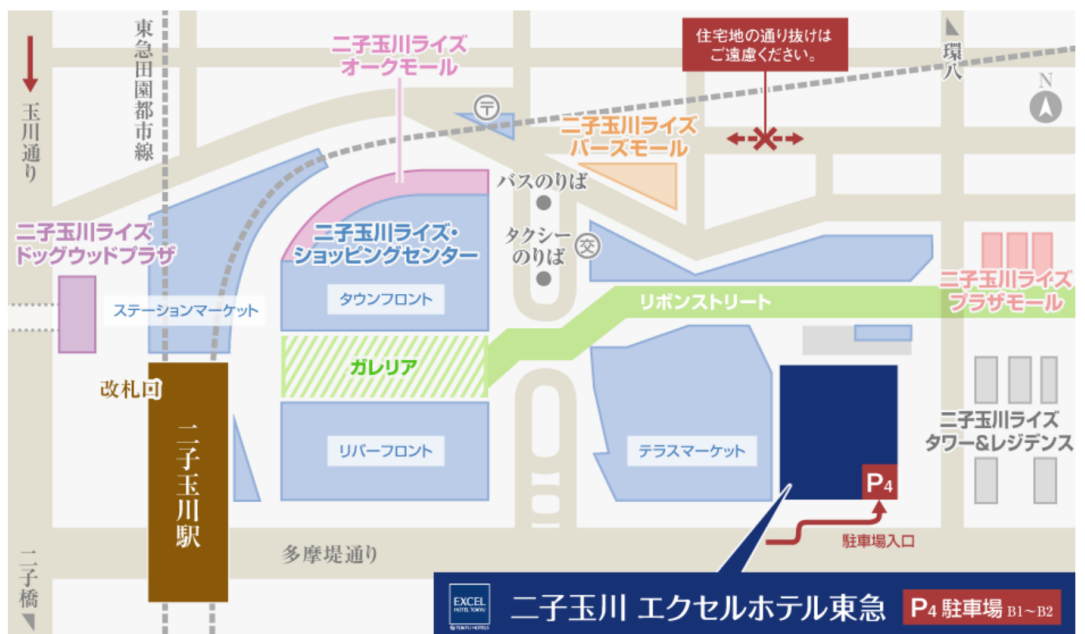 東急田園都市線
二子玉川ライズ
オークモール
住宅地の通り抜けは
ご遠慮ください。
環八
N
玉川通り
〒
二子玉川ライズ
バーズモール
バスのりば
二子玉川ライズ
ドッグウッドプラザ
二子玉川ライズ・
ショッピングセンター
タクシー
のりば
交
二子玉川ライズ
プラザモール
ステーションマーケット
タウンフロント
リボンストリート
ガレリア
改札口
二子玉川駅
リバーフロント
テラスマーケット
二子玉川ライズ
タワー&レジデンス
P4
駐車場入口
多摩堤通り
二子橋
EXCEL
HOTEL TOKYU
TOKYU HOTELS
二子玉川 エクセルホテル東急
P4 駐車場 B1~B2